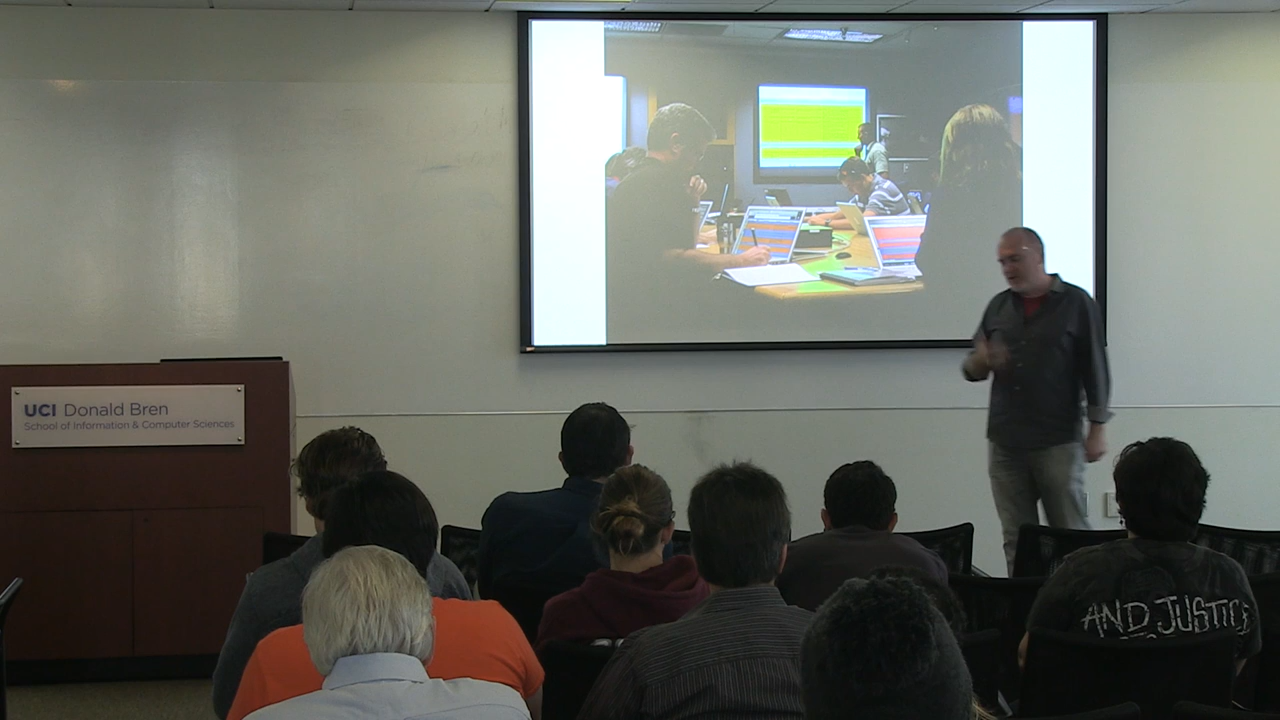 UCI Donald Bren
School of Information & Computer Sciences
AND JUSTICE